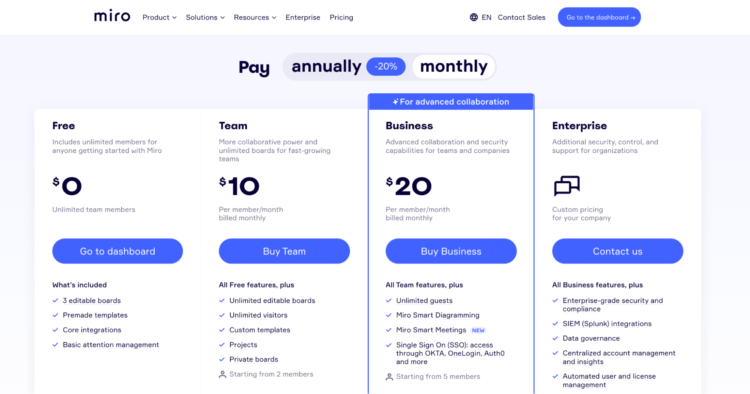 miro
Product
Solutions
Resources
Enterprise
Pricing
EN
Contact Sales
Go to the dashboard →
Pay
annually
-20%
monthly
Free
Includes unlimited members for
anyone getting started with Miro
$0
Unlimited team members
Go to dashboard
What's included
3 editable boards
Premade templates
Core integrations
Basic attention management
Team
More collaborative power and
unlimited boards for fast-growing
teams
$10
Per member/month
billed monthly
Buy Team
All Free features, plus
Unlimited editable boards
Unlimited visitors
Custom templates
Projects
Private boards
Starting from 2 members
For advanced collaboration
Business
Advanced collaboration and security
capabilities for teams and companies
$20
Per member/month
billed monthly
Buy Business
All Team features, plus
Unlimited guests
Miro Smart Diagramming
Miro Smart Meetings NEW
Single Sign On (SSO): access
through OKTA, OneLogin, Auth0
and more
Starting from 5 members
Enterprise
Additional security, control, and
support for organizations
Custom pricing
for your company
Contact us
All Business features, plus
Enterprise-grade security and
compliance
SIEM (Splunk) integrations
Data governance
Centralized account management
and insights
Automated user and license
management